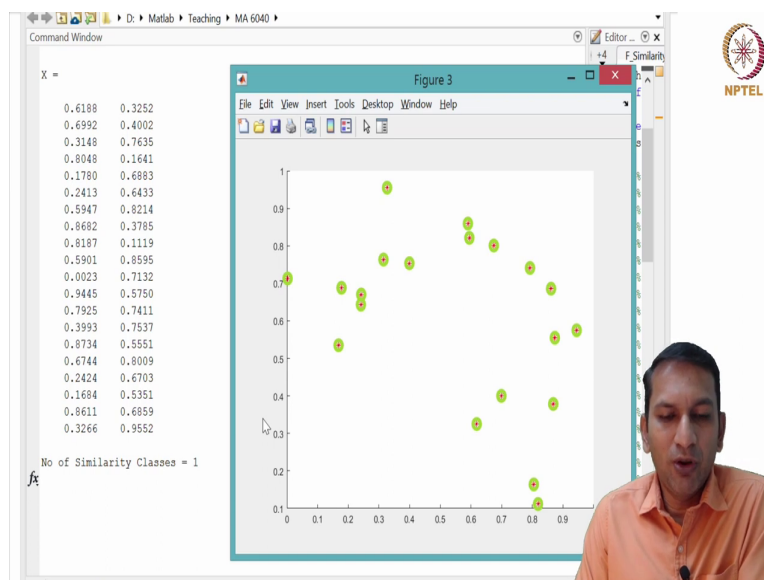 D: ▸ Matlab ▸ Teaching ▸ MA 6040 ▸
Command Window
Editor ...
+4 F_Similarity
NPTEL
X =
0.6188 0.3252
0.6992 0.4002
0.3148 0.7635
0.8048 0.1641
0.1780 0.6883
0.2413 0.6433
0.5947 0.8214
0.8682 0.3785
0.8187 0.1119
0.5901 0.8595
0.0023 0.7132
0.9445 0.5750
0.7925 0.7411
0.3993 0.7537
0.8734 0.5551
0.6744 0.8009
0.2424 0.6703
0.1684 0.5351
0.8611 0.6859
0.3266 0.9552
No of Similarity Classes = 1
fx
Figure 3
File Edit View Insert Tools Desktop Window Help
1
0.9
0.8
0.7
0.6
0.5
0.4
0.3
0.2
0.1
0 0.1 0.2 0.3 0.4 0.5 0.6 0.7 0.8 0.9